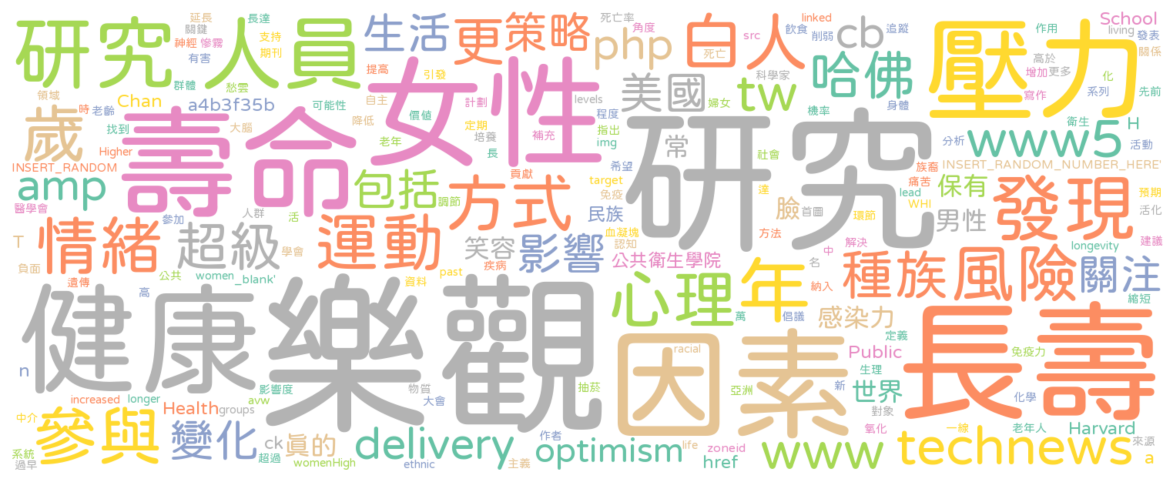 研究人員
女性
壽命
樂觀
健康
研究
壓力
長壽
因素
延長
關鍵
長達
神經
慘霧
支持
有害
愁雲
期刊
領域
群體
生活
更
策略
php
白人
cb
哈佛
美國
tw
www5
School
living
發表
關係
死亡率
角度
死亡
src
linked
飲食
削弱
追蹤
作用
高於
增加
更多
化
寫作
系列
先前
科學家
機率
身體
婦女
levels
歲
Chan
時
老齡
a4b3f35b
可能性
提高
引發
自主
計劃
降低
價值
定期
培養
長
老年
補充
程度
指出
img
常
社會
衛生
H
分析
活動
找到
大腦
Higher
INSERT_RANDOM
INSERT_RANDOM_NUMBER_HERE'
amp
包括
調節
方式
貢獻
希望
target
免疫
民族
血凝塊
認知
達
臉
首圖
環節
方法
族裔
痛苦
lead
WHI
保有
男性
發現
預期
活化
建議
longevity
醫學會
參加
人群
活
T
情緒
超級
學會
負面
遺傳
公共
women
_blank'
高
運動
笑容
疾病
past
資料
影響
公共衛生學院
中
名
解決
納入
種族
風險
關注
縮短
心理
年
萬
倡議
感染力
定義
免疫力
Public
生理
新
世界
對象
化學
racial
亞洲
氧化
n
影響度
avw
大會
物質
抽菸
increased
longer
中介
Health
groups
參與
變化
ck
真的
超過
womenHigh
ethnic
系統
過早
delivery
作者
主義
optimism
life
zoneid
href
www
technews
一線
老年人
Harvard
來源
a